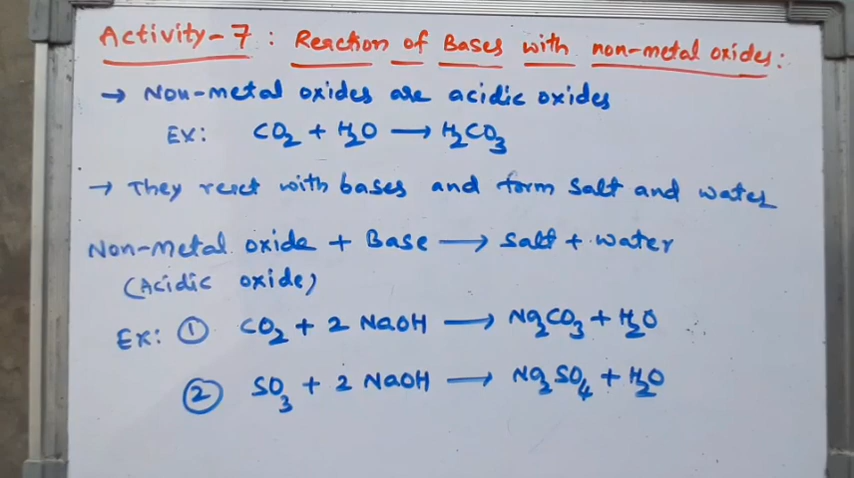 Activity-7 : Reaction of Bases with non-metal oxides:
→ Non-metal oxides are acidic oxides
Ex: CO₂ + H₂O → H₂CO₃
→ They react with bases and form salt and water
Non-metal oxide + Base → salt + water
(Acidic oxide)
Ex: ① CO₂ + 2 NaOH → Na₂CO₃ + H₂O
② SO₃ + 2 NaOH → Na₂SO₄ + H₂O